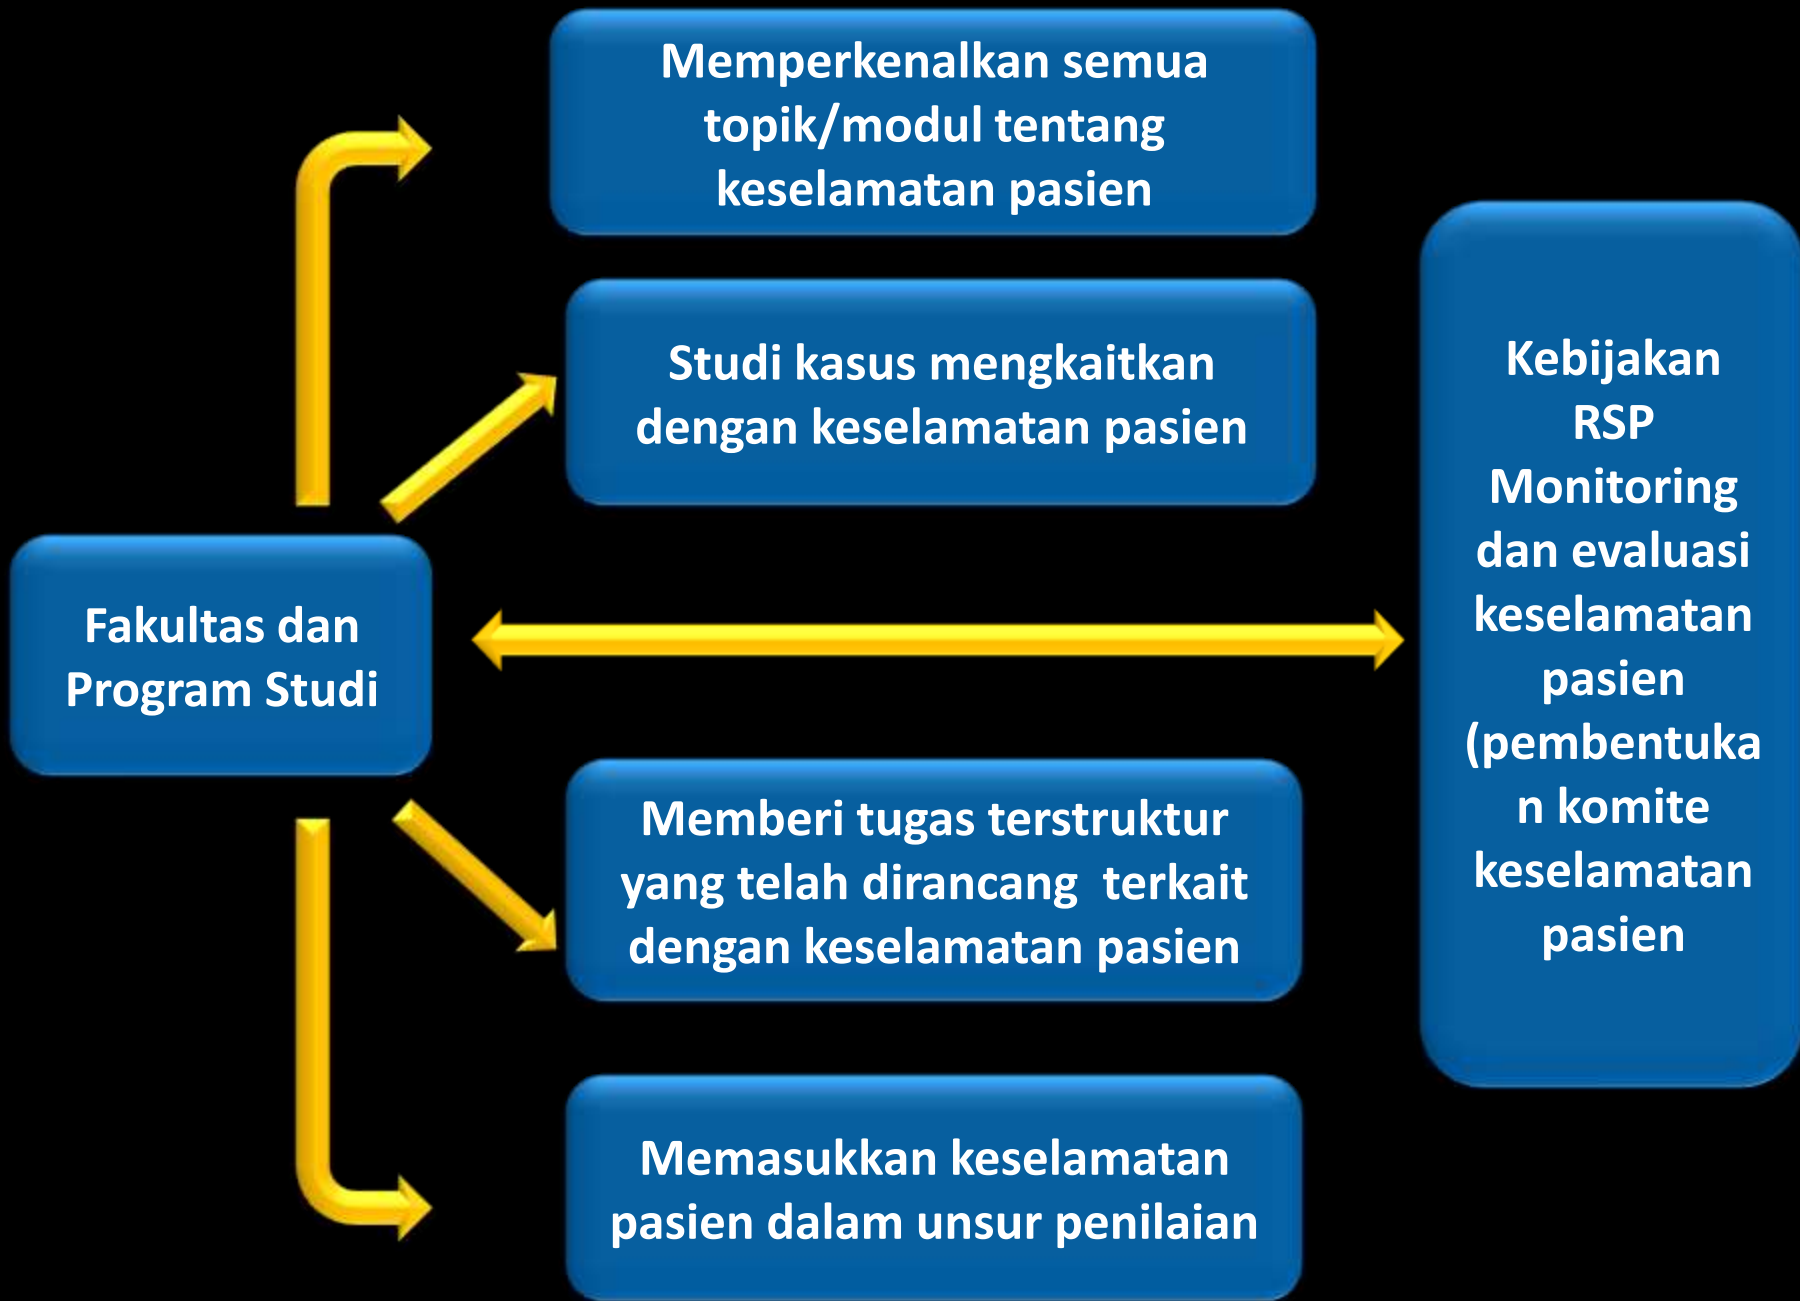 Memperkenalkan semua
topik/modul tentang
keselamatan pasien
Studi kasus mengkaitkan
dengan keselamatan pasien
Fakultas dan
Program Studi
Memberi tugas terstruktur
yang telah dirancang  terkait
dengan keselamatan pasien
Memasukkan keselamatan
pasien dalam unsur penilaian
Kebijakan
RSP
Monitoring
dan evaluasi
keselamatan
pasien
(pembentuka
n komite
keselamatan
pasien